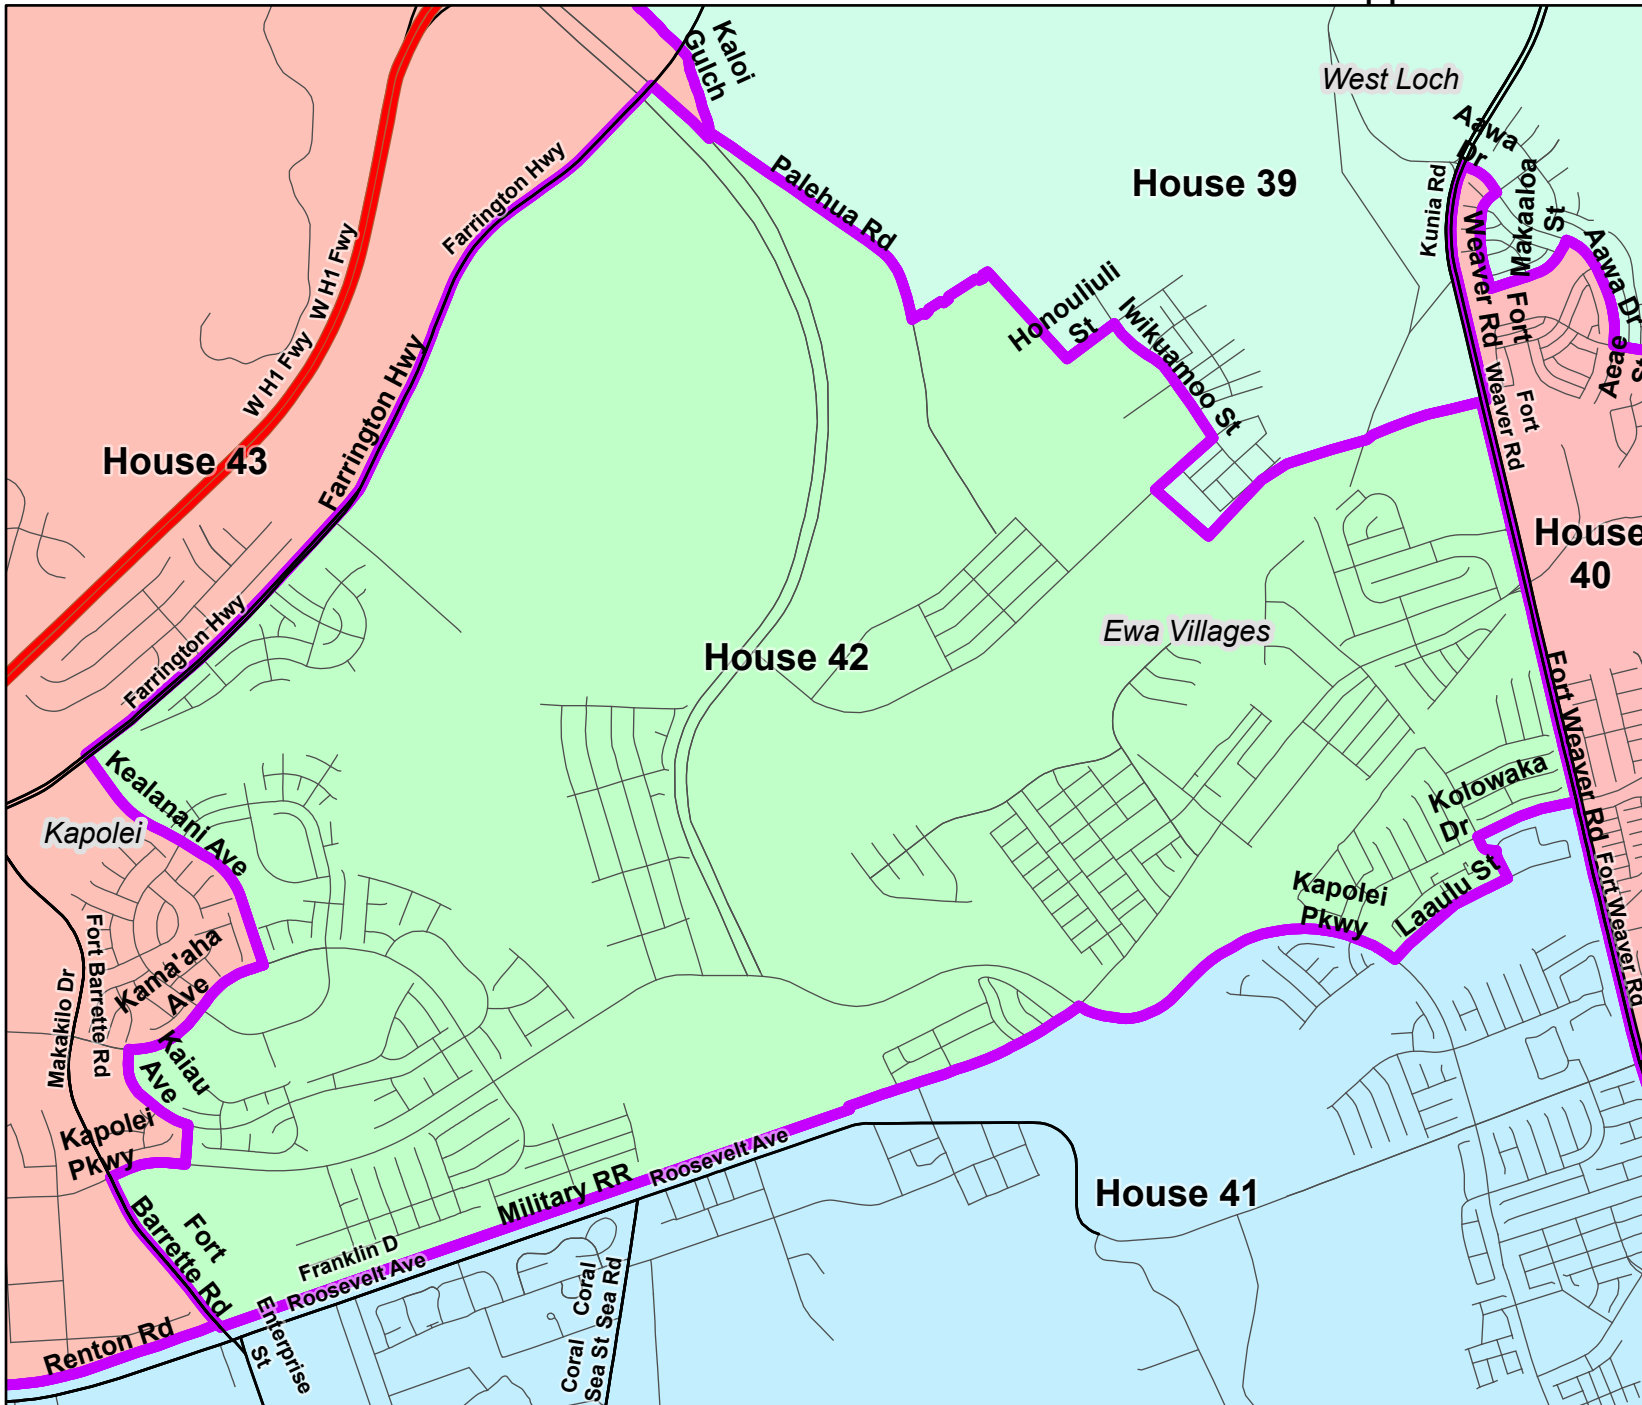 Kaloi
Gulch
West Loch
Aawa
Dr
House 39
Palehua Rd
Farrington Hwy
Kunia Rd
Makaaloa
St
Weaver Rd
Fort
Aawa Dr
Aeae
Honouliuli
St
Iwikuamoo St
W H1 Fwy
W H1 Fwy
Farrington Hwy
Weaver Rd
Fort
House 43
House
40
Ewa Villages
House 42
Farrington Hwy
Fort Weaver Rd
Kealanani Ave
Kapolei
Kolowaka
Dr
Kapolei
Pkwy
Laaulu St
Fort Weaver Rd
Makakilo Dr
Fort Barrette Rd
Kama'aha
Ave
Kaiau
Ave
Kapolei
Pkwy
Military RR
Roosevelt Ave
House 41
Fort
Barrette Rd
Franklin D
Roosevelt Ave
Renton Rd
Enterprise
St
Coral
Sea St
Coral
Sea Rd